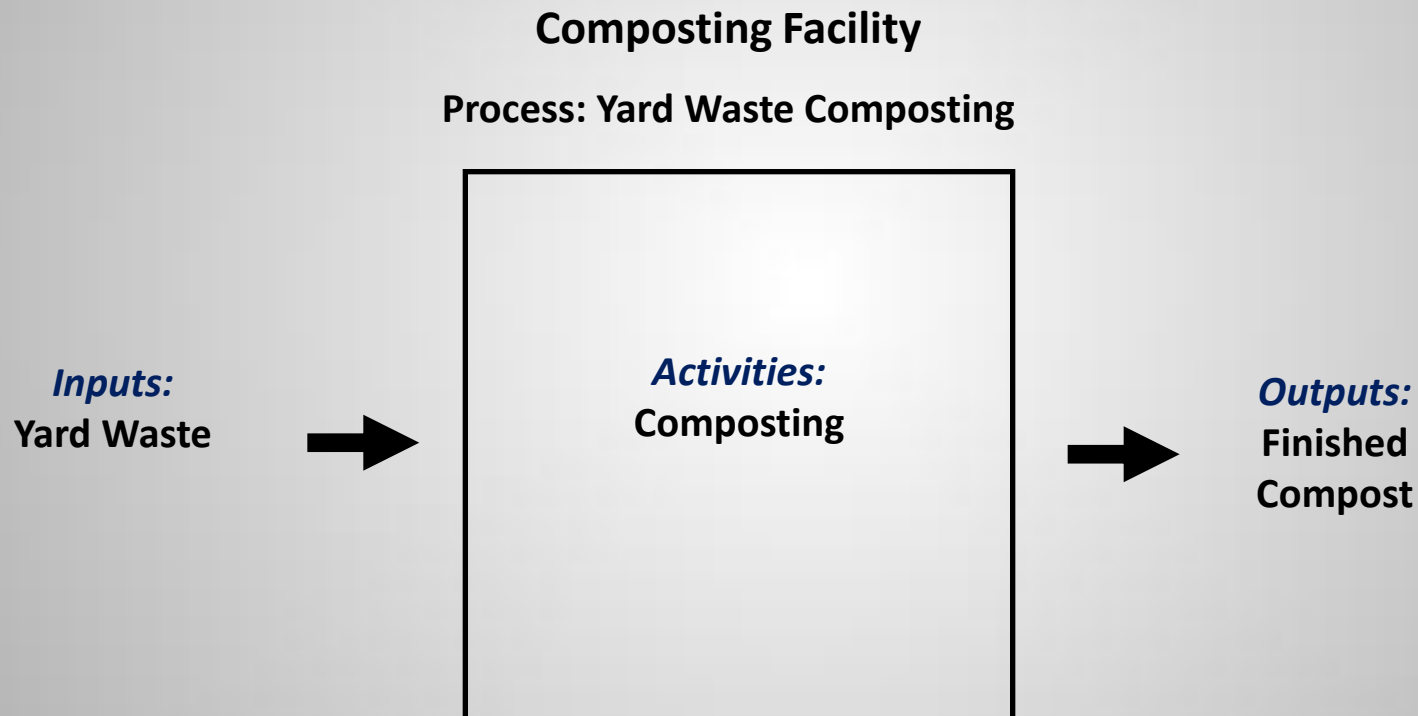 Composting Facility
Process: Yard Waste Composting
Inputs:
Yard Waste
Activities:
Composting
Outputs:
Finished
Compost